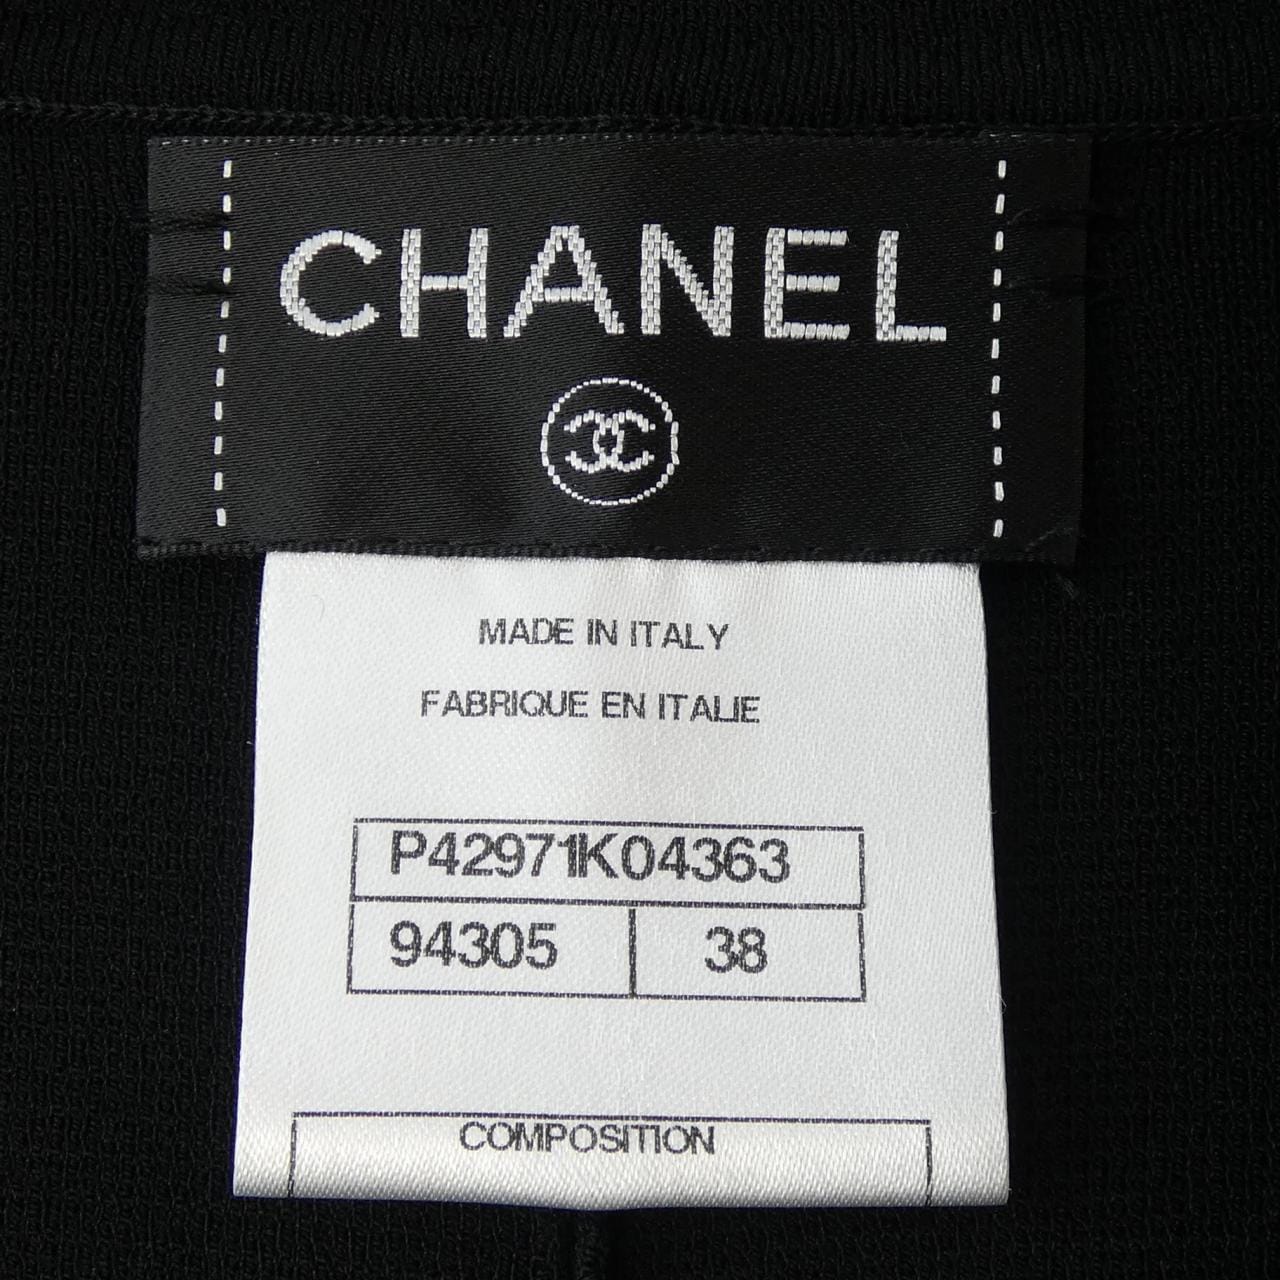 CHANEL
MADE IN ITALY
FABRIQUE EN ITALIE
P42971K04363
94305 38
COMPOSITION